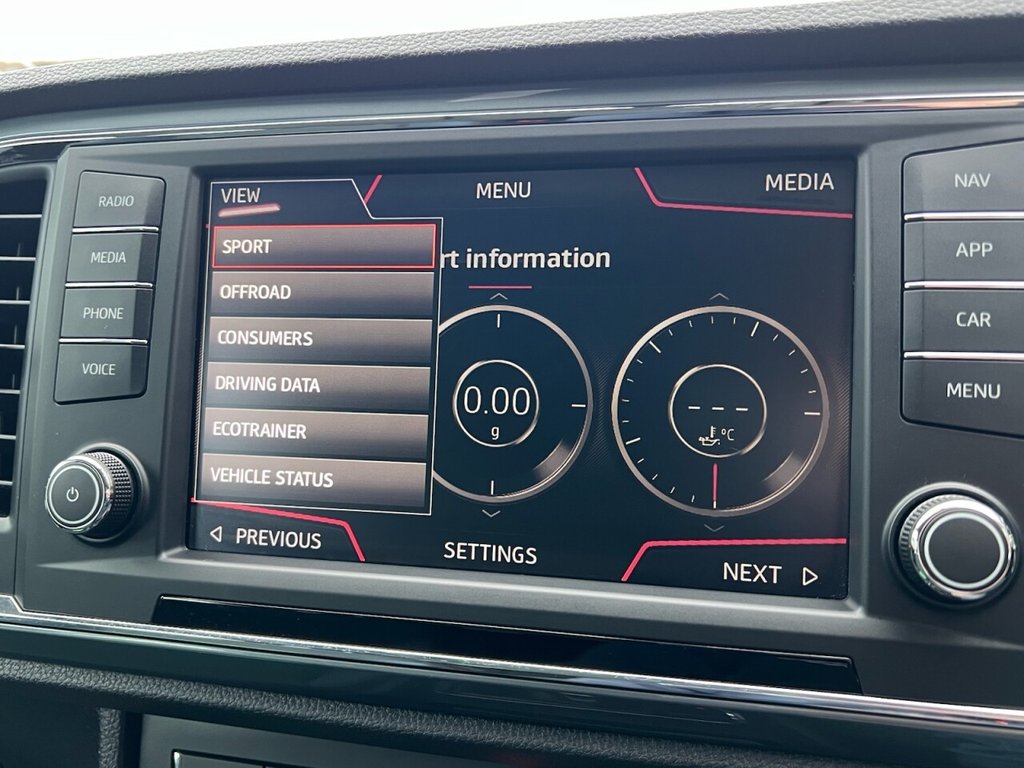 RADIO
MEDIA
PHONE
VOICE
VIEW
MENU
MEDIA
SPORT
OFFROAD
CONSUMERS
DRIVING DATA
ECOTRAINER
VEHICLE STATUS
rt information
0.00
g
---
°C
PREVIOUS
SETTINGS
NEXT
NAV
APP
CAR
MENU